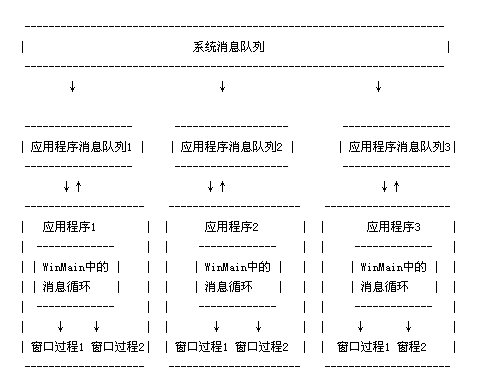 系统消息队列
应用程序消息队列1 应用程序消息队列2 应用程序消息队列3
应用程序1 应用程序2 应用程序3
WinMain中的 WinMain中的 WinMain中的
消息循环 消息循环 消息循环
窗口过程1 窗口过程2 窗口过程1 窗口过程2 窗口过程1 窗程2